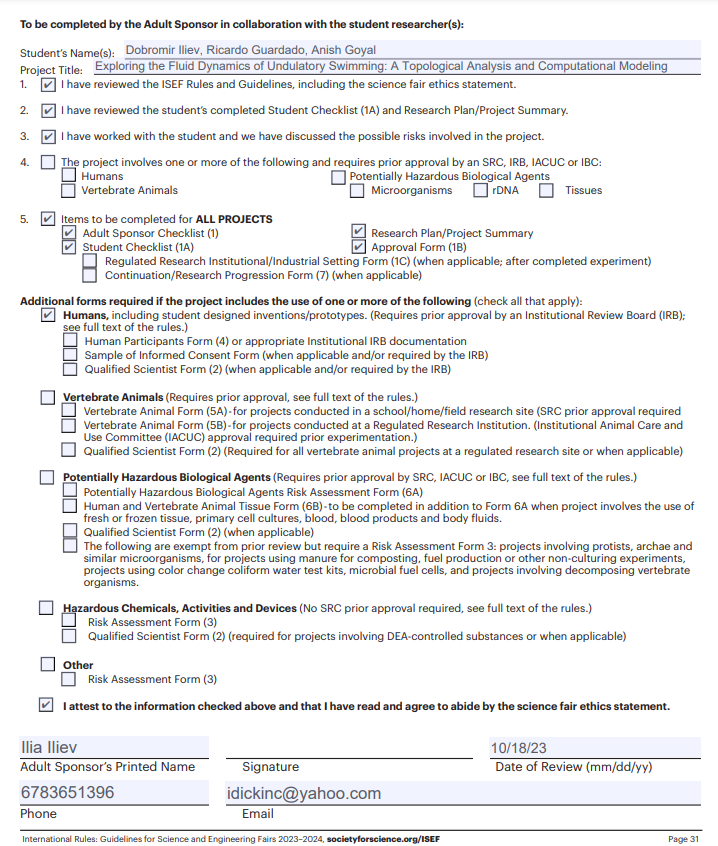 To be completed by the Adult Sponsor in collaboration with the student researcher(s):
Student's Name(s): Dobromir Iliev, Ricardo Guardado, Anish Goyal
Project Title: Exploring the Fluid Dynamics of Undulatory Swimming: A Topological Analysis and Computational Modeling
1. ✔ I have reviewed the ISEF Rules and Guidelines, including the science fair ethics statement.
2. ✔ I have reviewed the student's completed Student Checklist (1A) and Research Plan/Project Summary.
3. ✔ I have worked with the student and we have discussed the possible risks involved in the project.
4. The project involves one or more of the following and requires prior approval by an SRC, IRB, IACUC or IBC:
Humans Potentially Hazardous Biological Agents
Vertebrate Animals Microorganisms rDNA Tissues
5. ✔ Items to be completed for ALL PROJECTS
✔ Adult Sponsor Checklist (1) ✔ Research Plan/Project Summary
✔ Student Checklist (1A) ✔ Approval Form (1B)
Regulated Research Institutional/Industrial Setting Form (1C) (when applicable; after completed experiment)
Continuation/Research Progression Form (7) (when applicable)
Additional forms required if the project includes the use of one or more of the following (check all that apply):
✔ Humans, including student designed inventions/prototypes. (Requires prior approval by an Institutional Review Board (IRB);
see full text of the rules.)
Human Participants Form (4) or appropriate Institutional IRB documentation
Sample of Informed Consent Form (when applicable and/or required by the IRB)
Qualified Scientist Form (2) (when applicable and/or required by the IRB)
Vertebrate Animals (Requires prior approval, see full text of the rules.)
Vertebrate Animal Form (5A)-for projects conducted in a school/home/field research site (SRC prior approval required
Vertebrate Animal Form (5B)-for projects conducted at a Regulated Research Institution. (Institutional Animal Care and
Use Committee (IACUC) approval required prior experimentation.)
Qualified Scientist Form (2) (Required for all vertebrate animal projects at a regulated research site or when applicable)
Potentially Hazardous Biological Agents (Requires prior approval by SRC, IACUC or IBC, see full text of the rules.)
Potentially Hazardous Biological Agents Risk Assessment Form (6A)
Human and Vertebrate Animal Tissue Form (6B)-to be completed in addition to Form 6A when project involves the use of
fresh or frozen tissue, primary cell cultures, blood, blood products and body fluids.
Qualified Scientist Form (2) (when applicable)
The following are exempt from prior review but require a Risk Assessment Form 3: projects involving protists, archae and
similar microorganisms, for projects using manure for composting, fuel production or other non-culturing experiments,
projects using color change coliform water test kits, microbial fuel cells, and projects involving decomposing vertebrate
organisms.
Hazardous Chemicals, Activities and Devices (No SRC prior approval required, see full text of the rules.)
Risk Assessment Form (3)
Qualified Scientist Form (2) (required for projects involving DEA-controlled substances or when applicable)
Other
Risk Assessment Form (3)
✔ I attest to the information checked above and that I have read and agree to abide by the science fair ethics statement.
Ilia Iliev 10/18/23
Adult Sponsor's Printed Name Signature Date of Review (mm/dd/yy)
6783651396 idickinc@yahoo.com
Phone Email
International Rules: Guidelines for Science and Engineering Fairs 2023–2024, societyforscience.org/ISEF Page 31